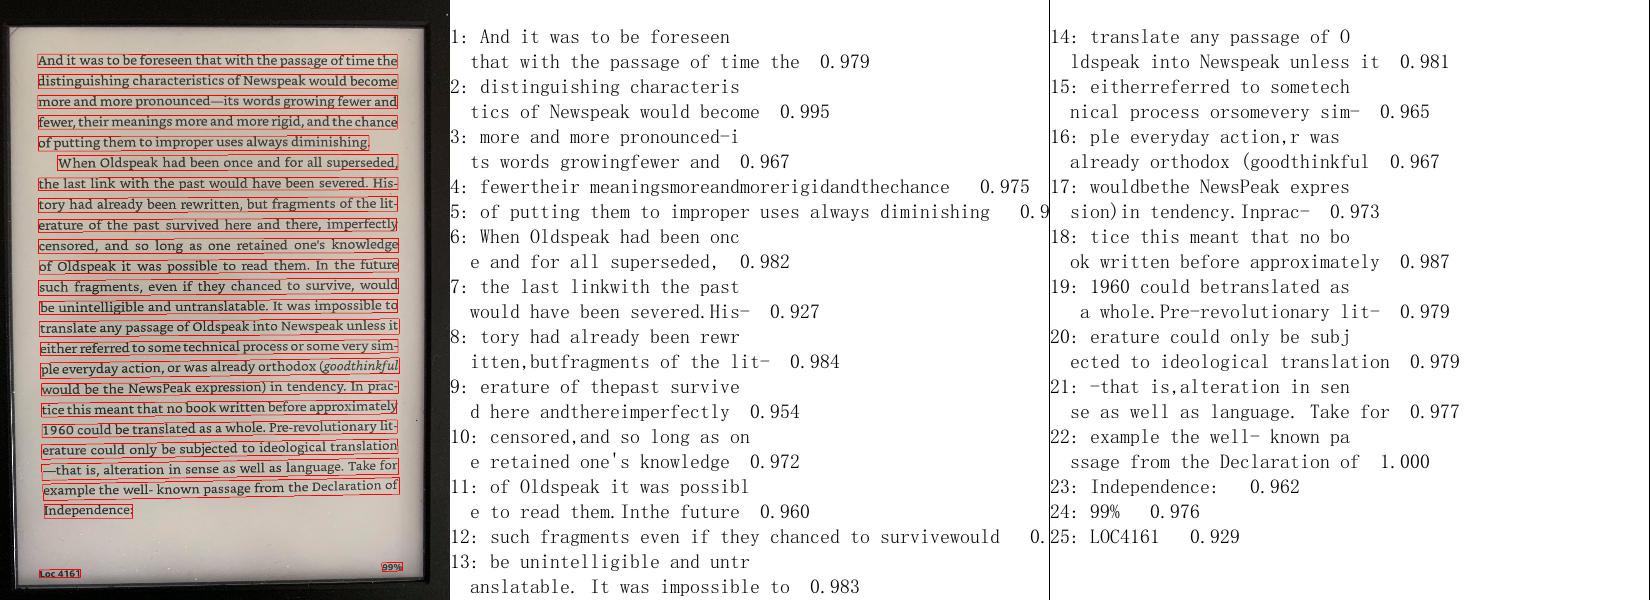 And it was to be foreseen that with the passage of time the
distinguishing characteristics of Newspeak would become
more and more pronounced—its words growing fewer and
fewer, their meanings more and more rigid, and the chance
of putting them to improper uses always diminishing.
When Oldspeak had been once and for all superseded,
the last link with the past would have been severed. His-
tory had already been rewritten, but fragments of the lit-
erature of the past survived here and there, imperfectly
censored, and so long as one retained one's knowledge
of Oldspeak it was possible to read them. In the future
such fragments, even if they chanced to survive, would
be unintelligible and untranslatable. It was impossible to
translate any passage of Oldspeak into Newspeak unless it
either referred to some technical process or some very sim-
ple everyday action, or was already orthodox (goodthinkful
would be the NewsPeak expression) in tendency. In prac-
tice this meant that no book written before approximately
1960 could be translated as a whole. Pre-revolutionary lit-
erature could only be subjected to ideological translation
—that is, alteration in sense as well as language. Take for
example the well- known passage from the Declaration of
Independence:
Loc 4161 99%
1: And it was to be foreseen
that with the passage of time the 0.979
2: distinguishing characteris
tics of Newspeak would become 0.995
3: more and more pronounced-i
ts words growingfewer and 0.967
4: fewertheir meaningsmoreandmorerigidandthechance 0.975
5: of putting them to improper uses always diminishing 0.9
6: When Oldspeak had been onc
e and for all superseded, 0.982
7: the last linkwith the past
would have been severed.His- 0.927
8: tory had already been rewr
itten,butfragments of the lit- 0.984
9: erature of thepast survive
d here andthereimperfectly 0.954
10: censored,and so long as on
e retained one's knowledge 0.972
11: of Oldspeak it was possibl
e to read them.Inthe future 0.960
12: such fragments even if they chanced to survivewould 0.
13: be unintelligible and untr
anslatable. It was impossible to 0.983
14: translate any passage of O
ldspeak into Newspeak unless it 0.981
15: eitherreferred to sometech
nical process orsomevery sim- 0.965
16: ple everyday action,r was
already orthodox (goodthinkful 0.967
17: wouldbethe NewsPeak expres
sion)in tendency.Inprac- 0.973
18: tice this meant that no bo
ok written before approximately 0.987
19: 1960 could betranslated as
a whole.Pre-revolutionary lit- 0.979
20: erature could only be subj
ected to ideological translation 0.979
21: -that is,alteration in sen
se as well as language. Take for 0.977
22: example the well- known pa
ssage from the Declaration of 1.000
23: Independence: 0.962
24: 99% 0.976
25: LOC4161 0.929